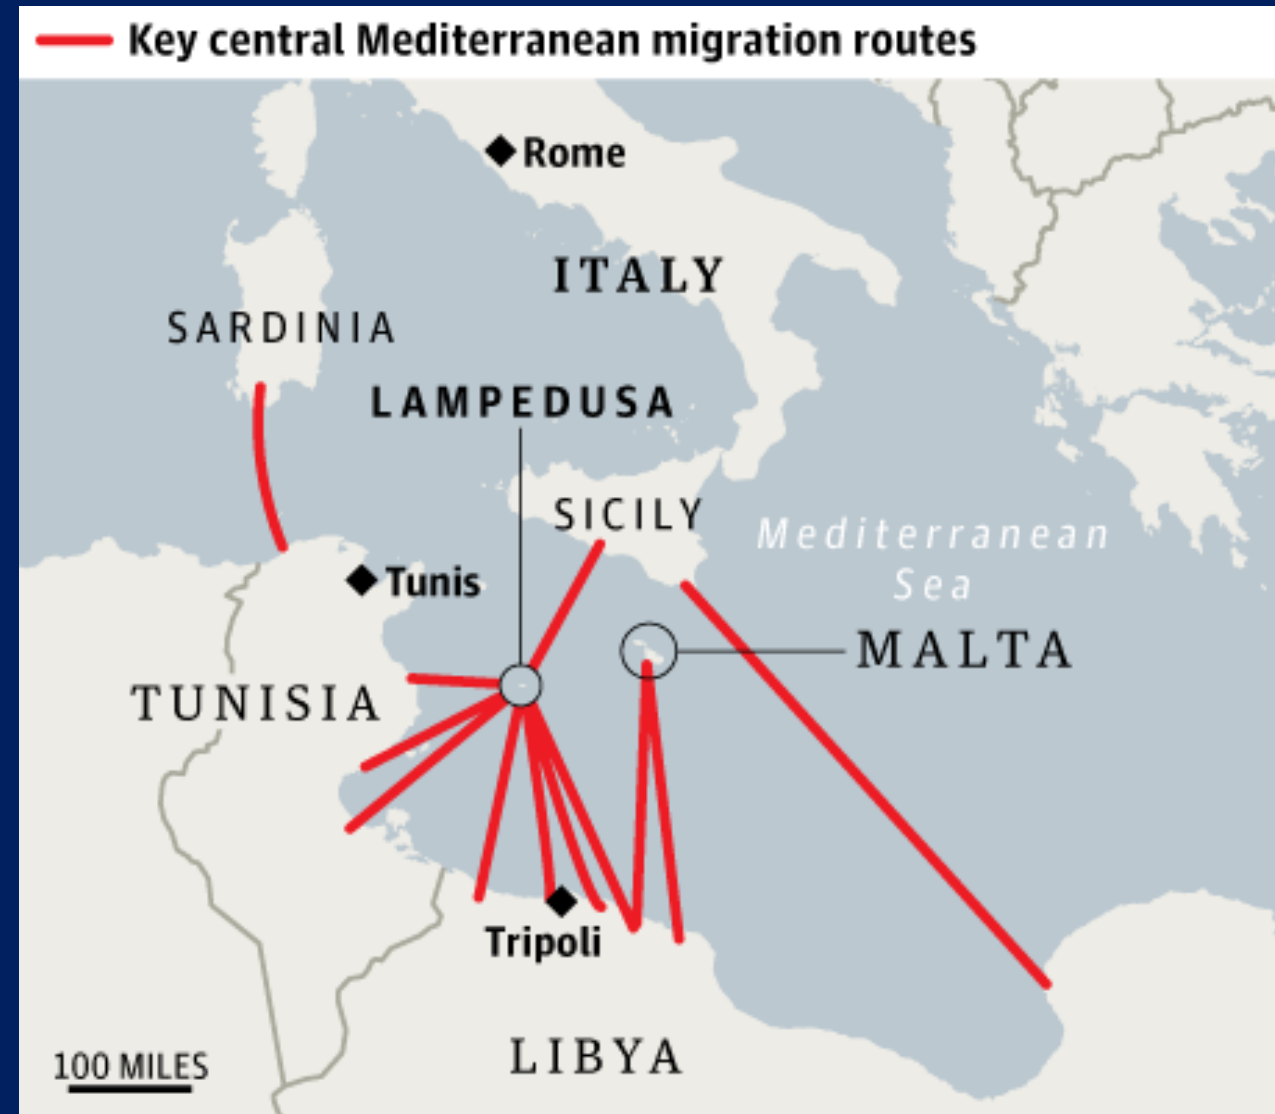 Key central Mediterranean migration routes
Rome
ITALY
SARDINIA
LAMPEDUSA
SICILY
Mediterranean
Sea
Tunis
MALTA
TUNISIA
Tripoli
LIBYA
100 MILES